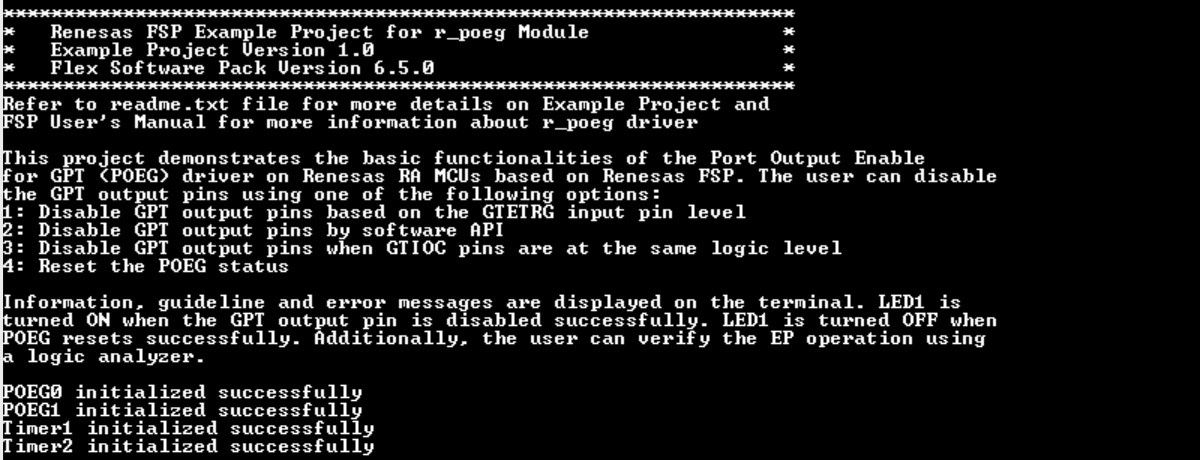 *************************************************************************
*   Renesas FSP Example Project for r_poeg Module                       *
*   Example Project Version 1.0                                         *
*   Flex Software Pack Version 6.5.0                                    *
*************************************************************************
Refer to readme.txt file for more details on Example Project and
FSP User's Manual for more information about r_poeg driver

This project demonstrates the basic functionalities of the Port Output Enable
for GPT (POEG) driver on Renesas RA MCUs based on Renesas FSP. The user can disable
the GPT output pins using one of the following options:
1: Disable GPT output pins based on the GTETRG input pin level
2: Disable GPT output pins by software API
3: Disable GPT output pins when GTIOC pins are at the same logic level
4: Reset the POEG status

Information, guideline and error messages are displayed on the terminal. LED1 is
turned ON when the GPT output pin is disabled successfully. LED1 is turned OFF when
POEG resets successfully. Additionally, the user can verify the EP operation using
a logic analyzer.

POEG0 initialized successfully
POEG1 initialized successfully
Timer1 initialized successfully
Timer2 initialized successfully